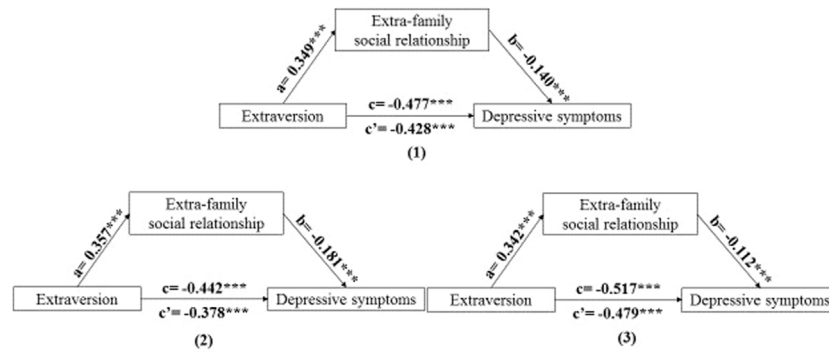 Extra-family
social relationship
a= 0.349***
b= -0.140***
c= -0.477***
Extraversion
Depressive symptoms
c’= -0.428***
(1)
Extra-family
social relationship
a= 0.357***
b= -0.181***
c= -0.442***
Extraversion
Depressive symptoms
c’= -0.378***
(2)
Extra-family
social relationship
a= 0.342***
b= -0.112***
c= -0.517***
Extraversion
Depressive symptoms
c’= -0.479***
(3)